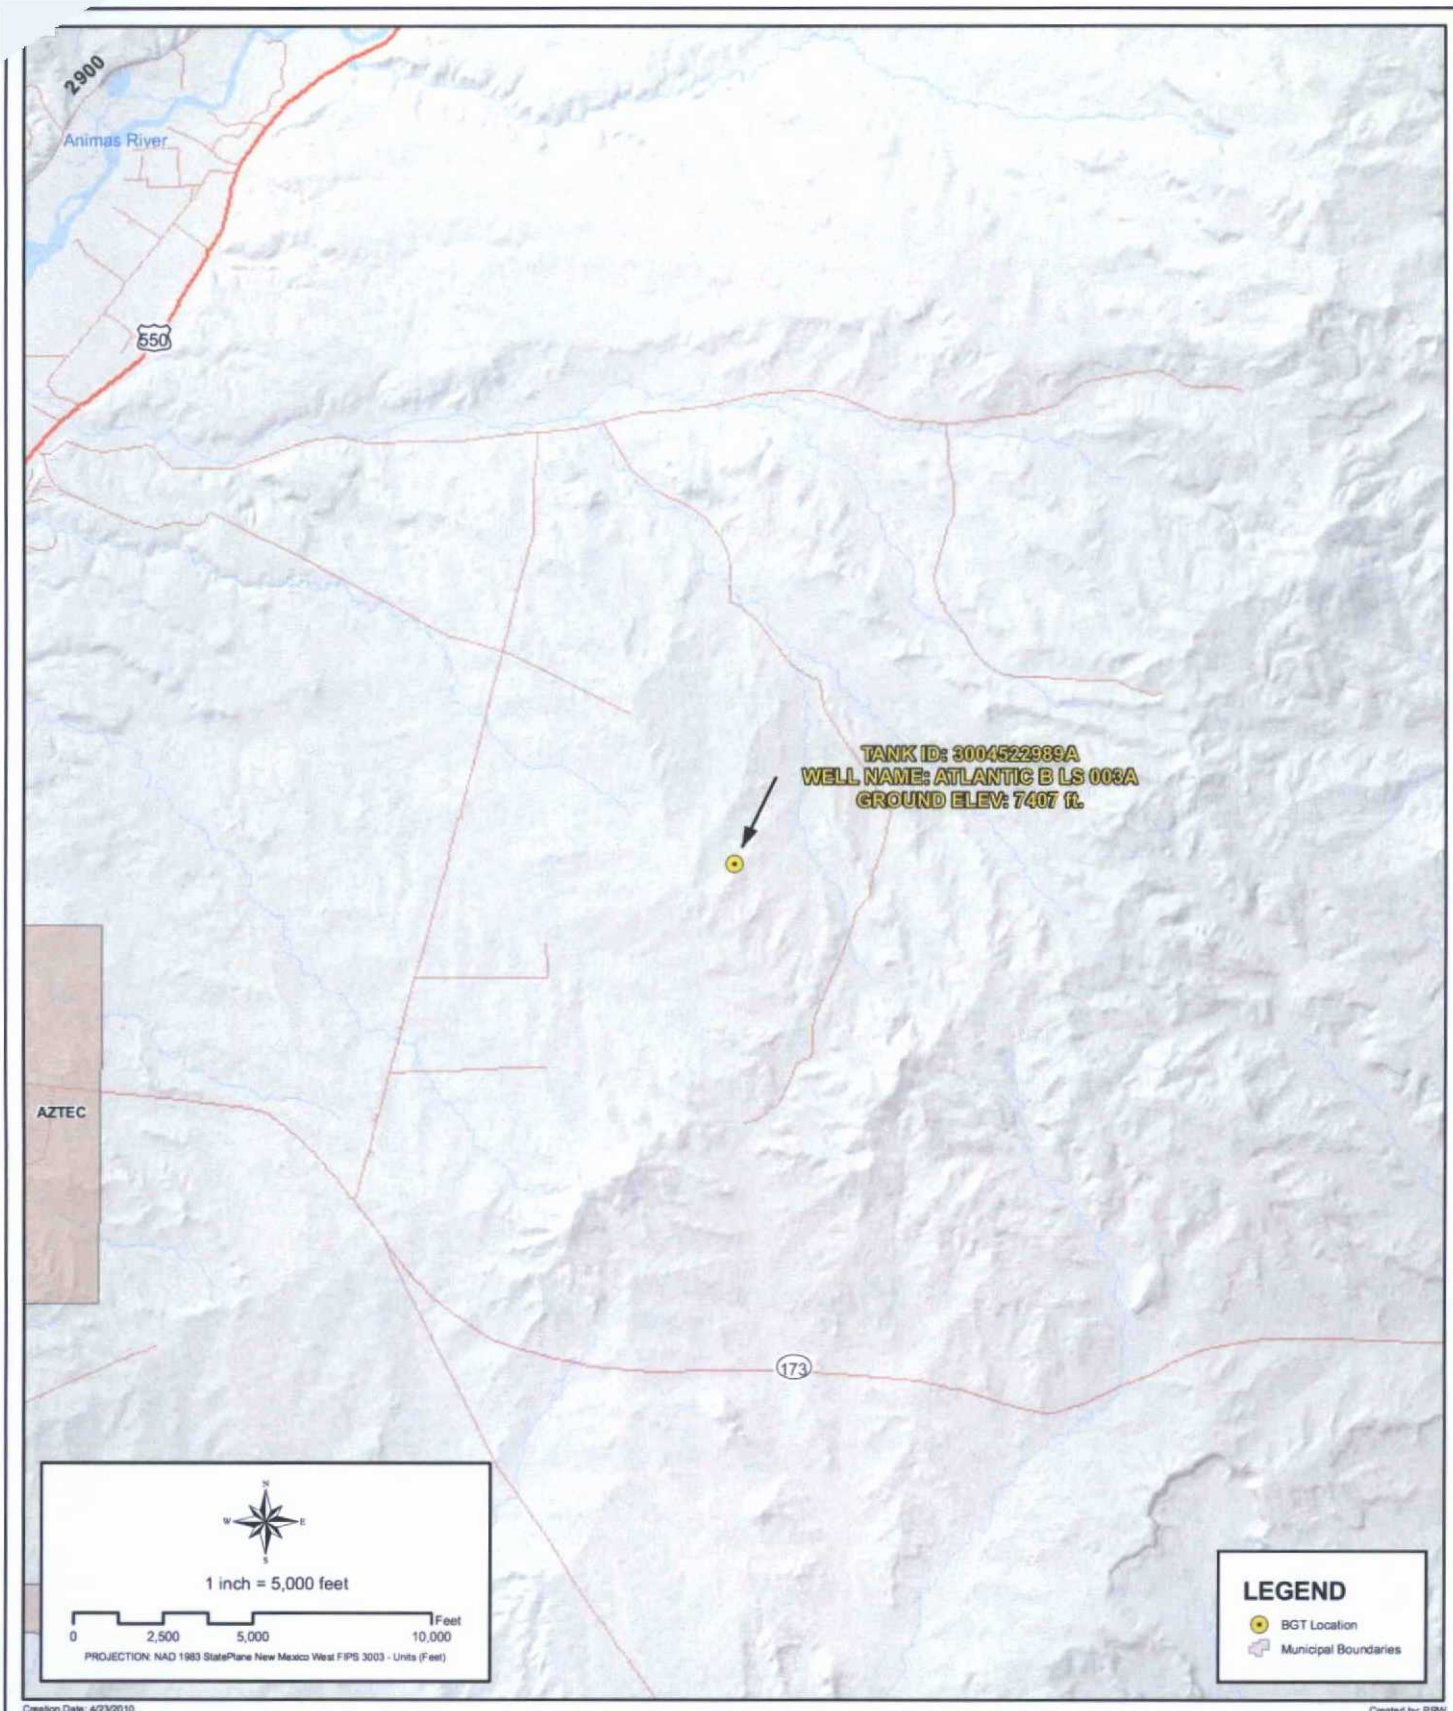 2900
Animas River
550
TANK ID: 3004522989A
WELL NAME: ATLANTIC B LS 003A
GROUND ELEV: 7407 ft.
AZTEC
173
N
W E
S
1 inch = 5,000 feet
Feet
0 2,500 5,000 10,000
PROJECTION: NAD 1983 StatePlane New Mexico West FIPS 3003 - Units (Feet)
LEGEND
BGT Location
Municipal Boundaries
Creation Date: 4/23/2010
Created by: